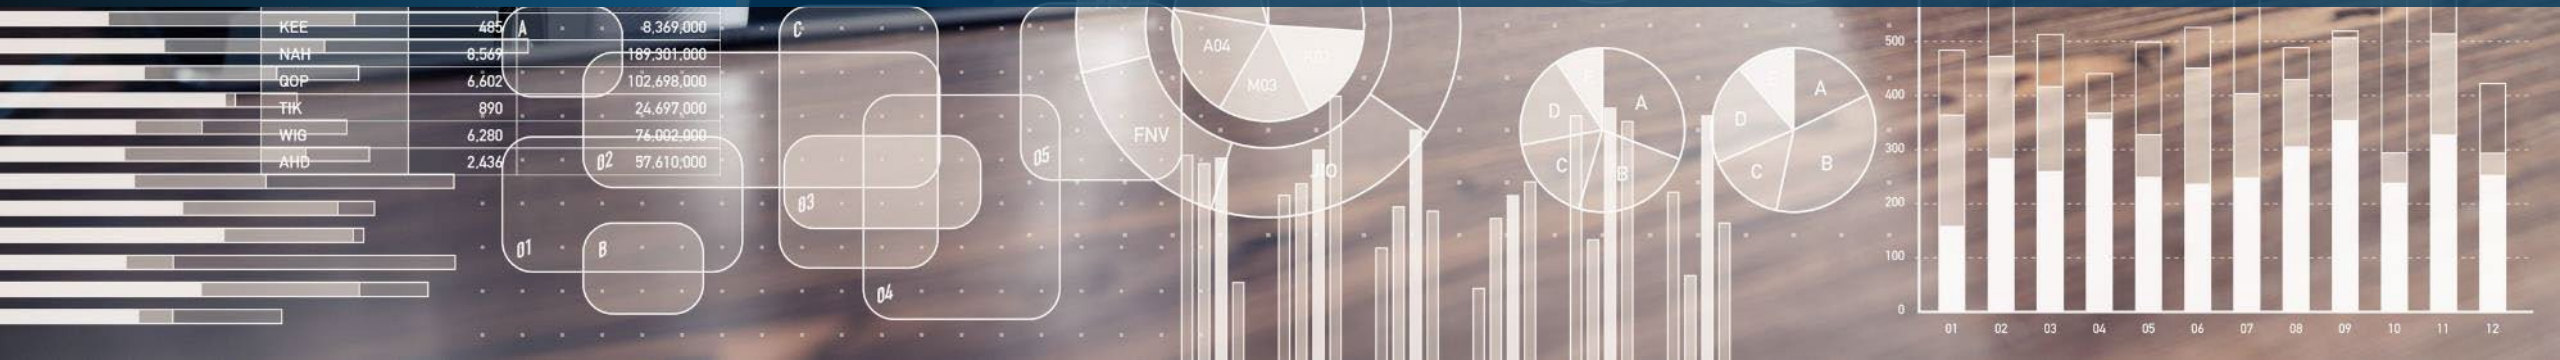 KEE 485 -8,369,000
NAH 8,569 189,301,000
QOP 6,602 102,698,000
TIK 890 24,697,000
WIG 6,280 76,002,000
AHD 2,436 57,610,000
A
C
02
03
05
01
B
04
A04
K02
M03
FNV
JIO
E
A
D
C
B
E
A
D
C
B
500
400
300
200
100
0
01 02 03 04 05 06 07 08 09 10 11 12